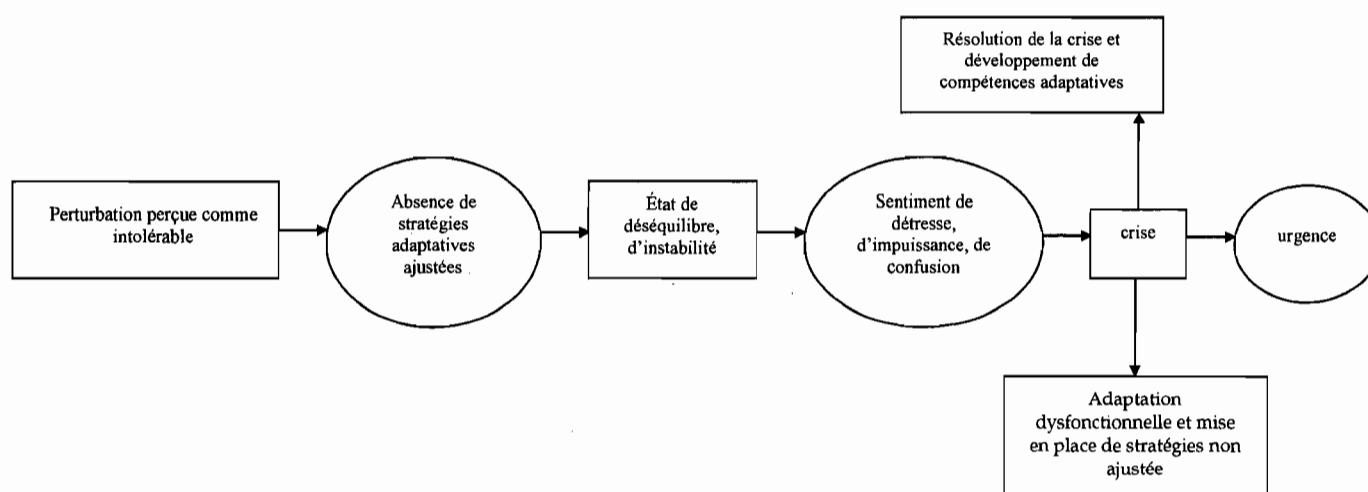 Résolution de la crise et
développement de
compétences adaptatives
Perturbation perçue comme
intolérable
Absence de
stratégies
adaptatives
ajustées
État de
déséquilibre,
d'instabilité
Sentiment de
détresse,
d'impuissance, de
confusion
crise
urgence
Adaptation
dysfonctionnelle et mise
en place de stratégies non
ajustée